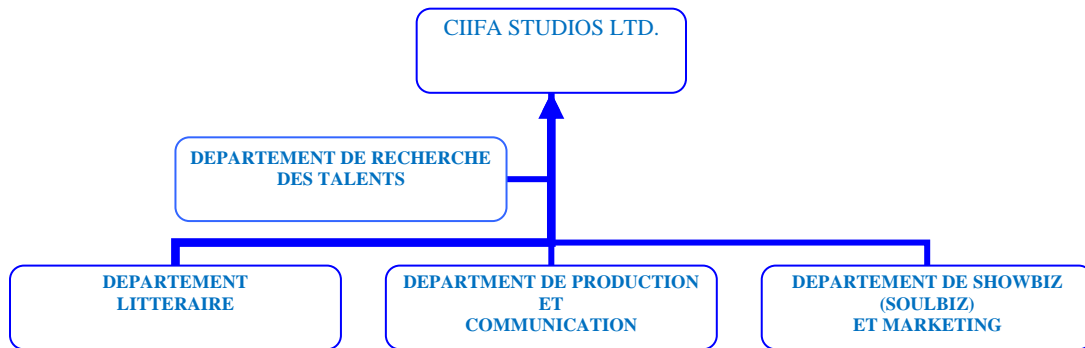 CIIFA STUDIOS LTD.
DEPARTEMENT DE RECHERCHE
DES TALENTS
DEPARTEMENT
LITTERAIRE
DEPARTMENT DE PRODUCTION
ET
COMMUNICATION
DEPARTEMENT DE SHOWBIZ
(SOULBIZ)
ET MARKETING